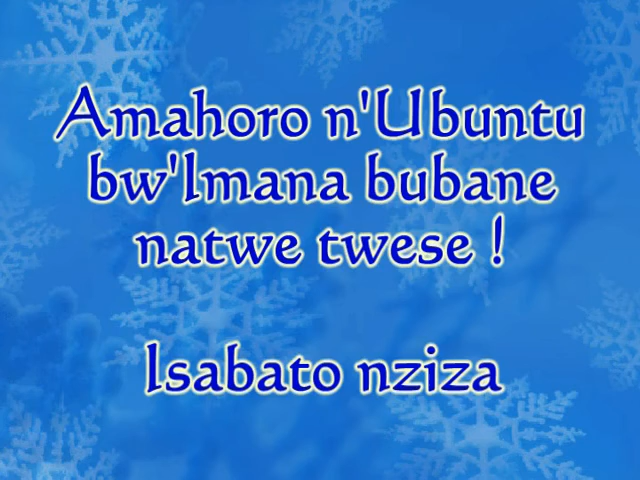 Amahoro n'Ubuntu
bw'Imana bubane
natwe twese !
Isabato nziza